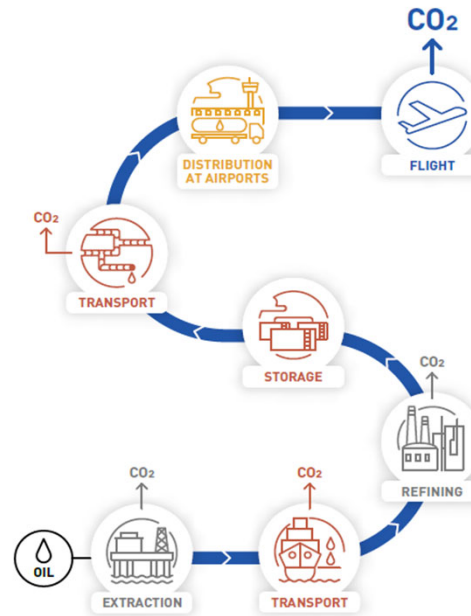 CO₂
DISTRIBUTION
AT AIRPORTS
FLIGHT
CO₂
TRANSPORT
STORAGE
CO₂
REFINING
CO₂
CO₂
OIL
EXTRACTION
TRANSPORT